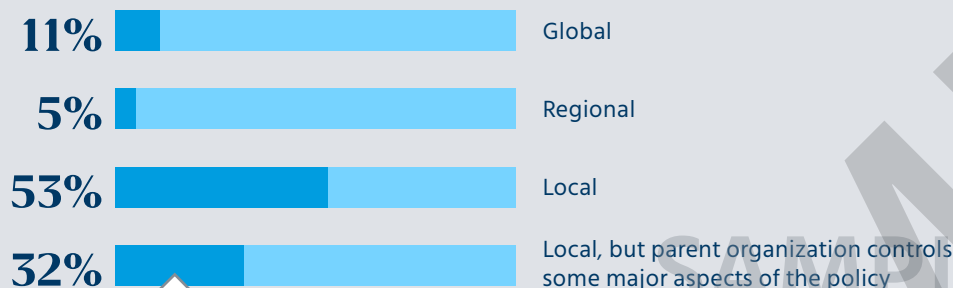 11% Global
5% Regional
53% Local
32% Local, but parent organization controls
some major aspects of the policy